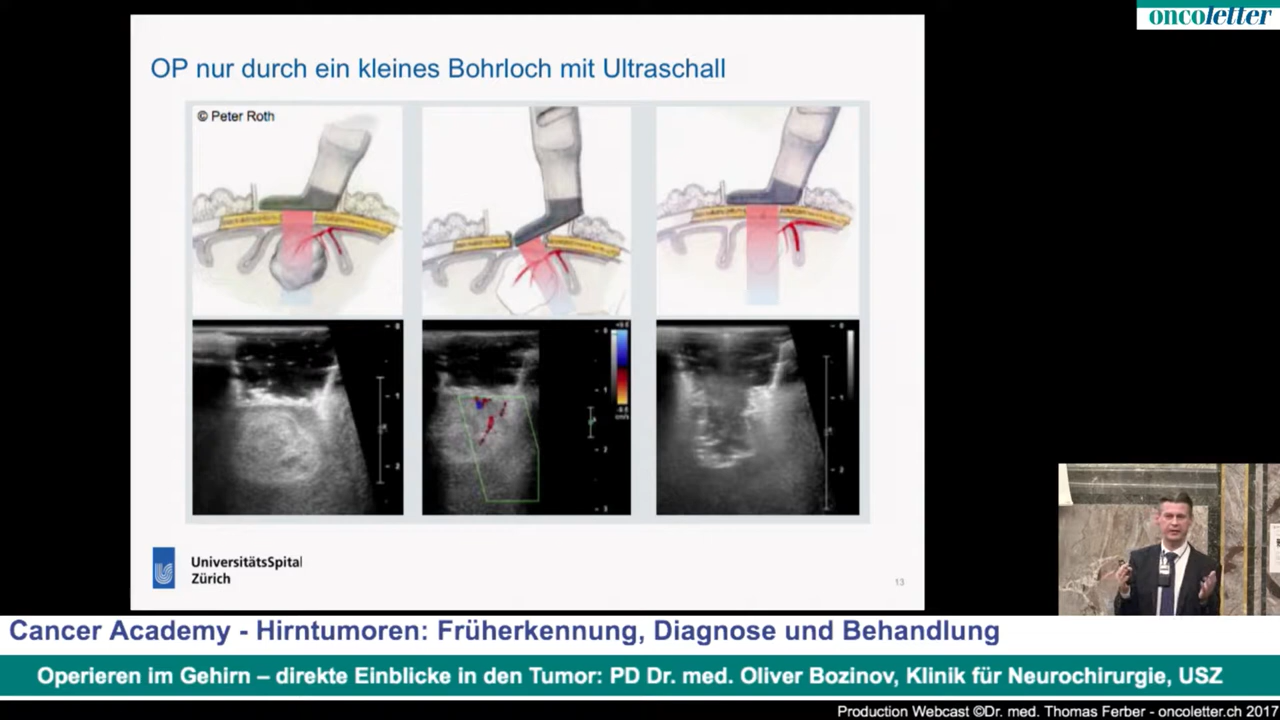 oncoletter
OP nur durch ein kleines Bohrloch mit Ultraschall
© Peter Roth
UniversitätsSpital
Zürich
13
Cancer Academy - Hirntumoren: Früherkennung, Diagnose und Behandlung
Operieren im Gehirn – direkte Einblicke in den Tumor: PD Dr. med. Oliver Bozinov, Klinik für Neurochirurgie, USZ
Production Webcast ©Dr. med. Thomas Ferber - oncoletter.ch 2017